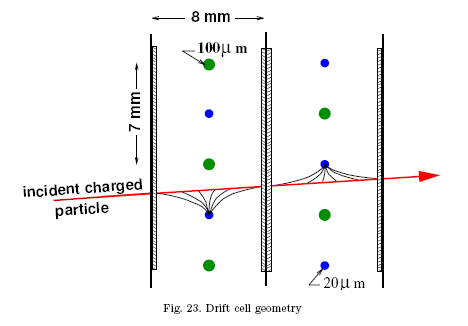 8 mm
100μ m
7 mm
incident charged
particle
20μ m
Fig. 23. Drift cell geometry